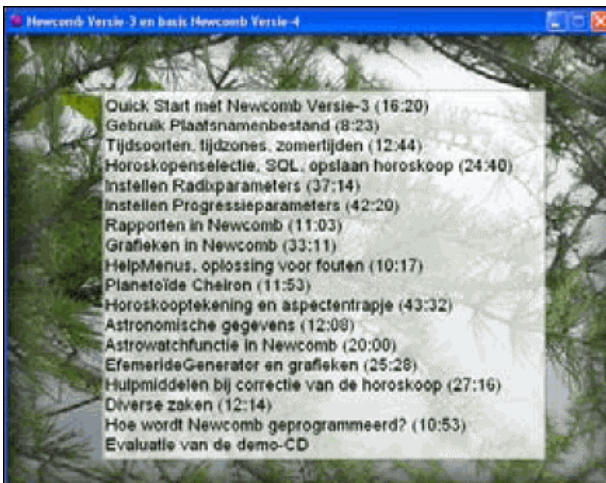 Newcomb Versie-3 en basis Newcomb Versie-4
Quick Start met Newcomb Versie-3 (16:20)
Gebruik Plaatsnamenbestand (8:23)
Tijdsoorten, tijdzones, zomertijden (12:44)
Horoskopenselectie, SQL, opslaan horoskoop (24:40)
Instellen Radixparameters (37:14)
Instellen Progressieparameters (42:20)
Rapporten in Newcomb (11:03)
Grafieken in Newcomb (33:11)
HelpMenus, oplossing voor fouten (10:17)
Planetoïde Cheiron (11:53)
Horoskooptekening en aspectentrapje (43:32)
Astronomische gegevens (12:08)
Astrowatchfunctie in Newcomb (20:00)
EfemerideGenerator en grafieken (25:28)
Hulpmiddelen bij correctie van de horoskoop (27:16)
Diverse zaken (12:14)
Hoe wordt Newcomb geprogrammeerd? (10:53)
Evaluatie van de demo-CD